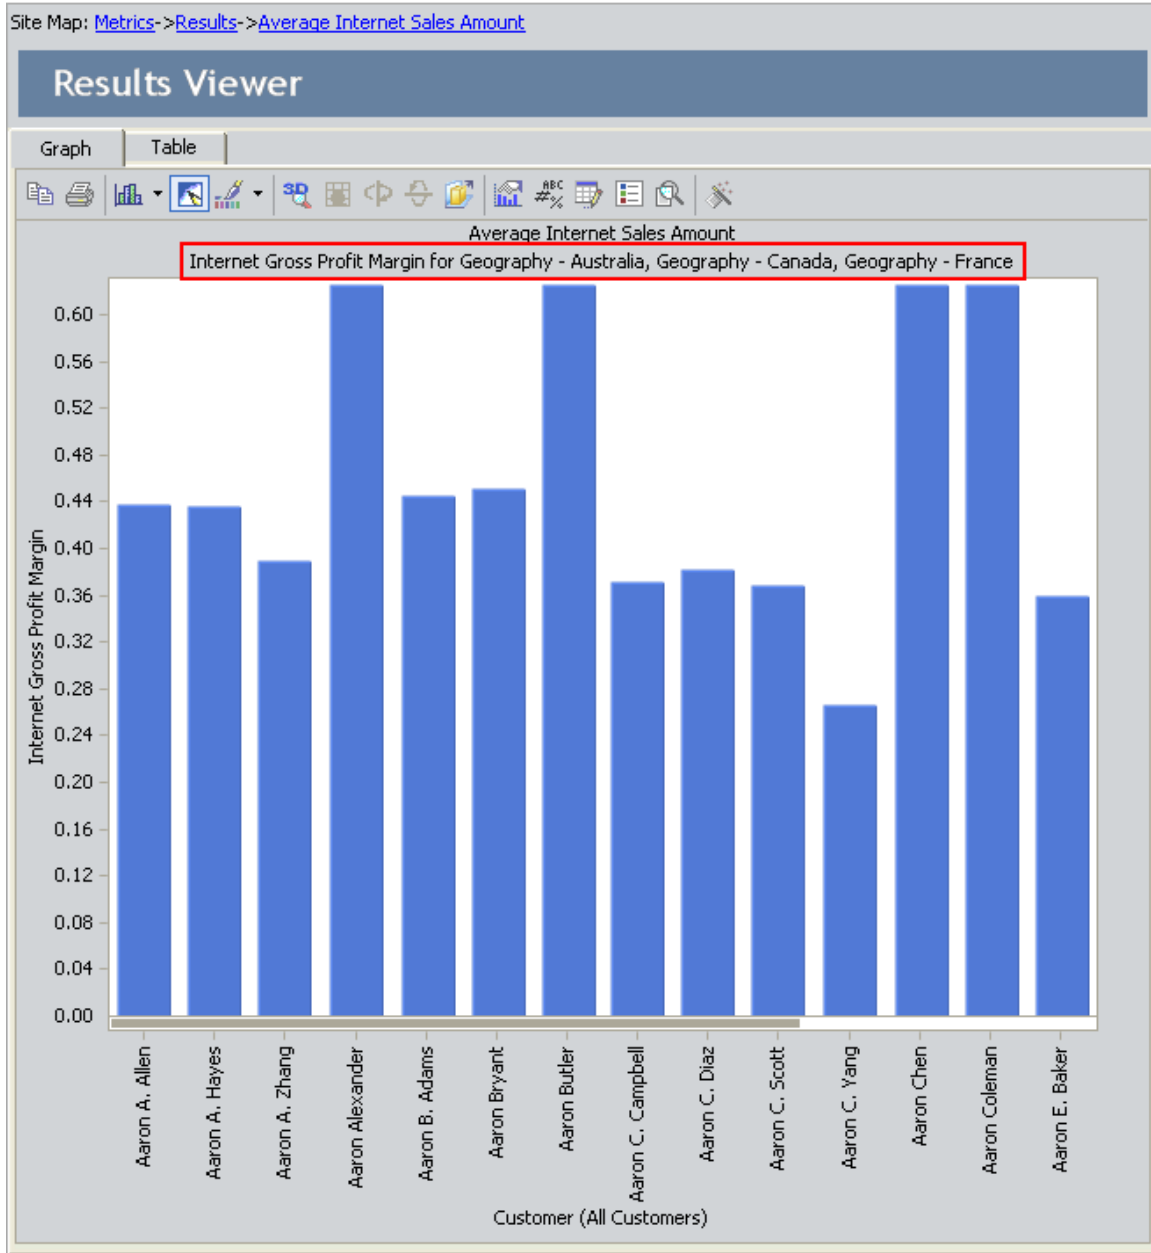 Site Map: Metrics->Results->Average Internet Sales Amount
Results Viewer
Graph
Table
3D
ABC
#%
Average Internet Sales Amount
Internet Gross Profit Margin for Geography - Australia, Geography - Canada, Geography - France
Internet Gross Profit Margin
0.60
0.56
0.52
0.48
0.44
0.40
0.36
0.32
0.28
0.24
0.20
0.16
0.12
0.08
0.04
0.00
Aaron A. Allen
Aaron A. Hayes
Aaron A. Zhang
Aaron Alexander
Aaron B. Adams
Aaron Bryant
Aaron Butler
Aaron C. Campbell
Aaron C. Diaz
Aaron C. Scott
Aaron C. Yang
Aaron Chen
Aaron Coleman
Aaron E. Baker
Customer (All Customers)